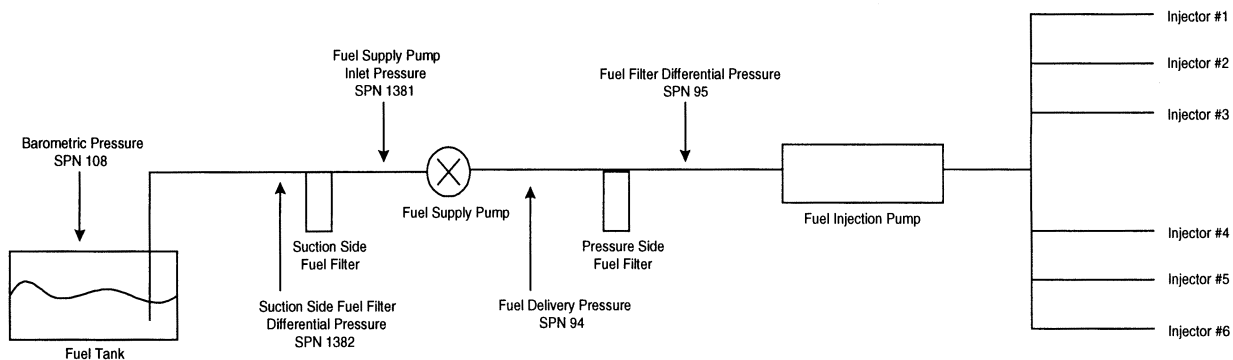 Injector #1
Fuel Supply Pump
Inlet Pressure
SPN 1381
Fuel Filter Differential Pressure
SPN 95
Injector #2
Injector #3
Barometric Pressure
SPN 108
Fuel Supply Pump
Fuel Injection Pump
Suction Side
Fuel Filter
Pressure Side
Fuel Filter
Injector #4
Injector #5
Suction Side Fuel Filter
Differential Pressure
SPN 1382
Fuel Delivery Pressure
SPN 94
Injector #6
Fuel Tank